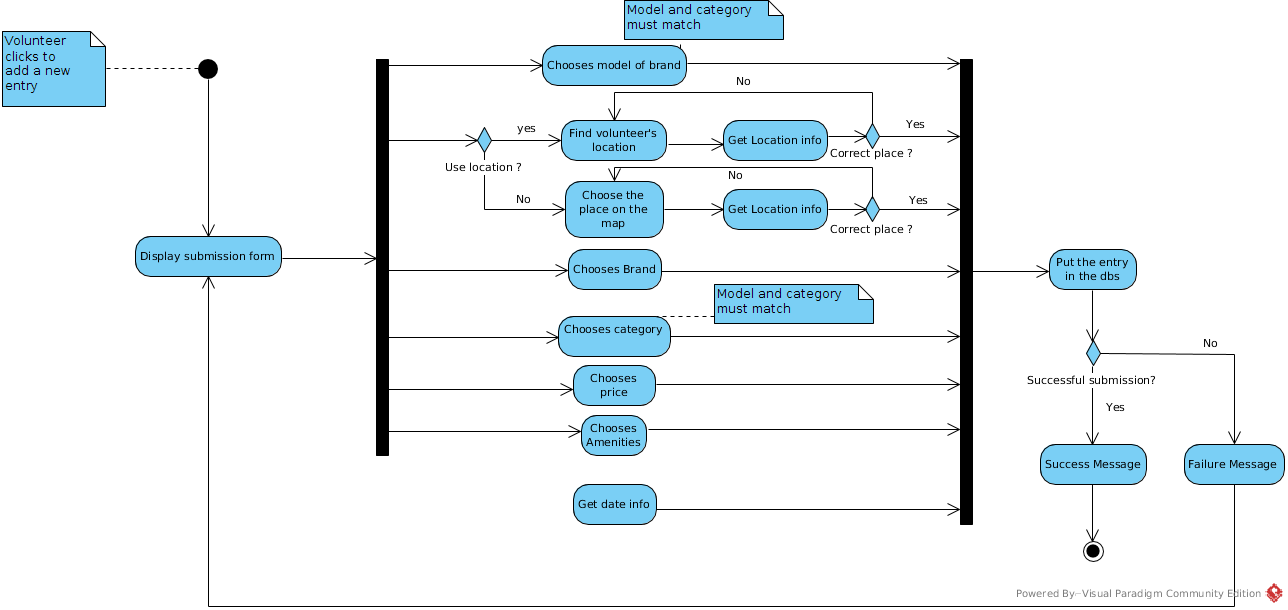 Model and category
must match
Volunteer
clicks to
add a new
entry
Chooses model of brand
No
yes
Find volunteer's
location
Get Location info
Yes
Use location ?
Correct place ?
No
No
Choose the
place on the
map
Get Location info
Yes
Correct place ?
Display submission form
Chooses Brand
Put the entry
in the dbs
Model and category
must match
Chooses category
No
Successful submission?
Chooses
price
Yes
Chooses
Amenities
Success Message
Failure Message
Get date info
Powered By Visual Paradigm Community Edition